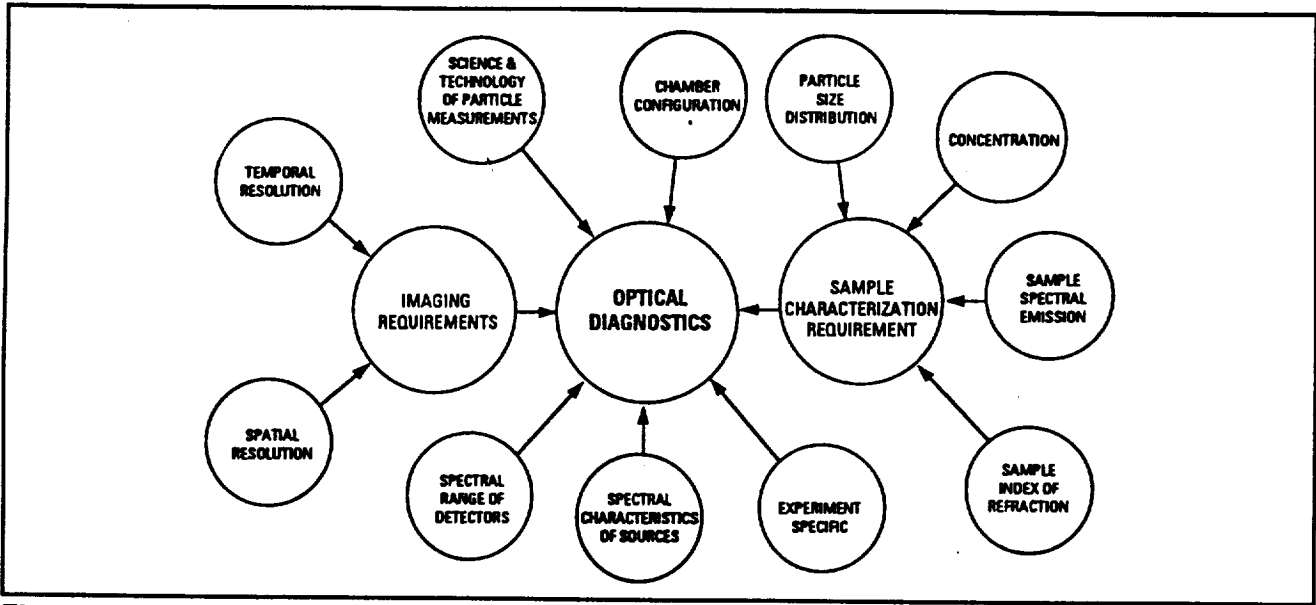 SCIENCE &
TECHNOLOGY
OF PARTICLE
MEASUREMENTS
CHAMBER
CONFIGURATION
PARTICLE
SIZE
DISTRIBUTION
CONCENTRATION
TEMPORAL
RESOLUTION
IMAGING
REQUIREMENTS
OPTICAL
DIAGNOSTICS
SAMPLE
CHARACTERIZATION
REQUIREMENT
SAMPLE
SPECTRAL
EMISSION
SPATIAL
RESOLUTION
SPECTRAL
RANGE OF
DETECTORS
SPECTRAL
CHARACTERISTICS
OF SOURCES
EXPERIMENT
SPECIFIC
SAMPLE
INDEX OF
REFRACTION